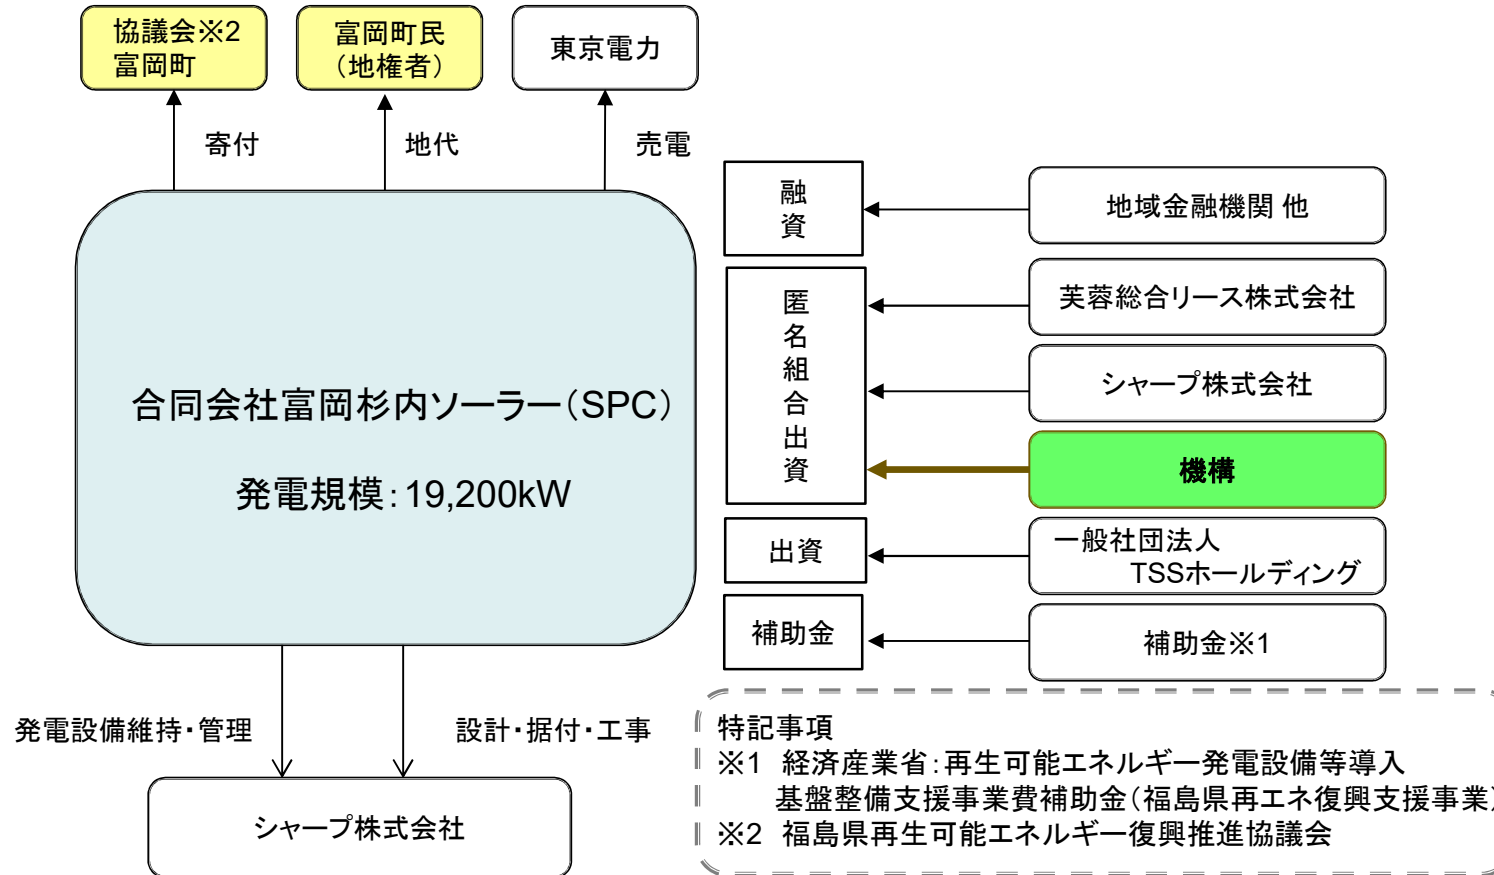 協議会※2
富岡町
富岡町民
（地権者）
東京電力
寄付
地代
売電
合同会社富岡杉内ソーラー（SPC）
発電規模：19,200kW
融資
地域金融機関 他
匿名組合出資
芙蓉総合リース株式会社
シャープ株式会社
機構
出資
一般社団法人
TSSホールディング
補助金
補助金※1
発電設備維持・管理
設計・据付・工事
シャープ株式会社
特記事項
※1 経済産業省：再生可能エネルギー発電設備等導入
基盤整備支援事業費補助金（福島県再エネ復興支援事業）
※2 福島県再生可能エネルギー復興推進協議会